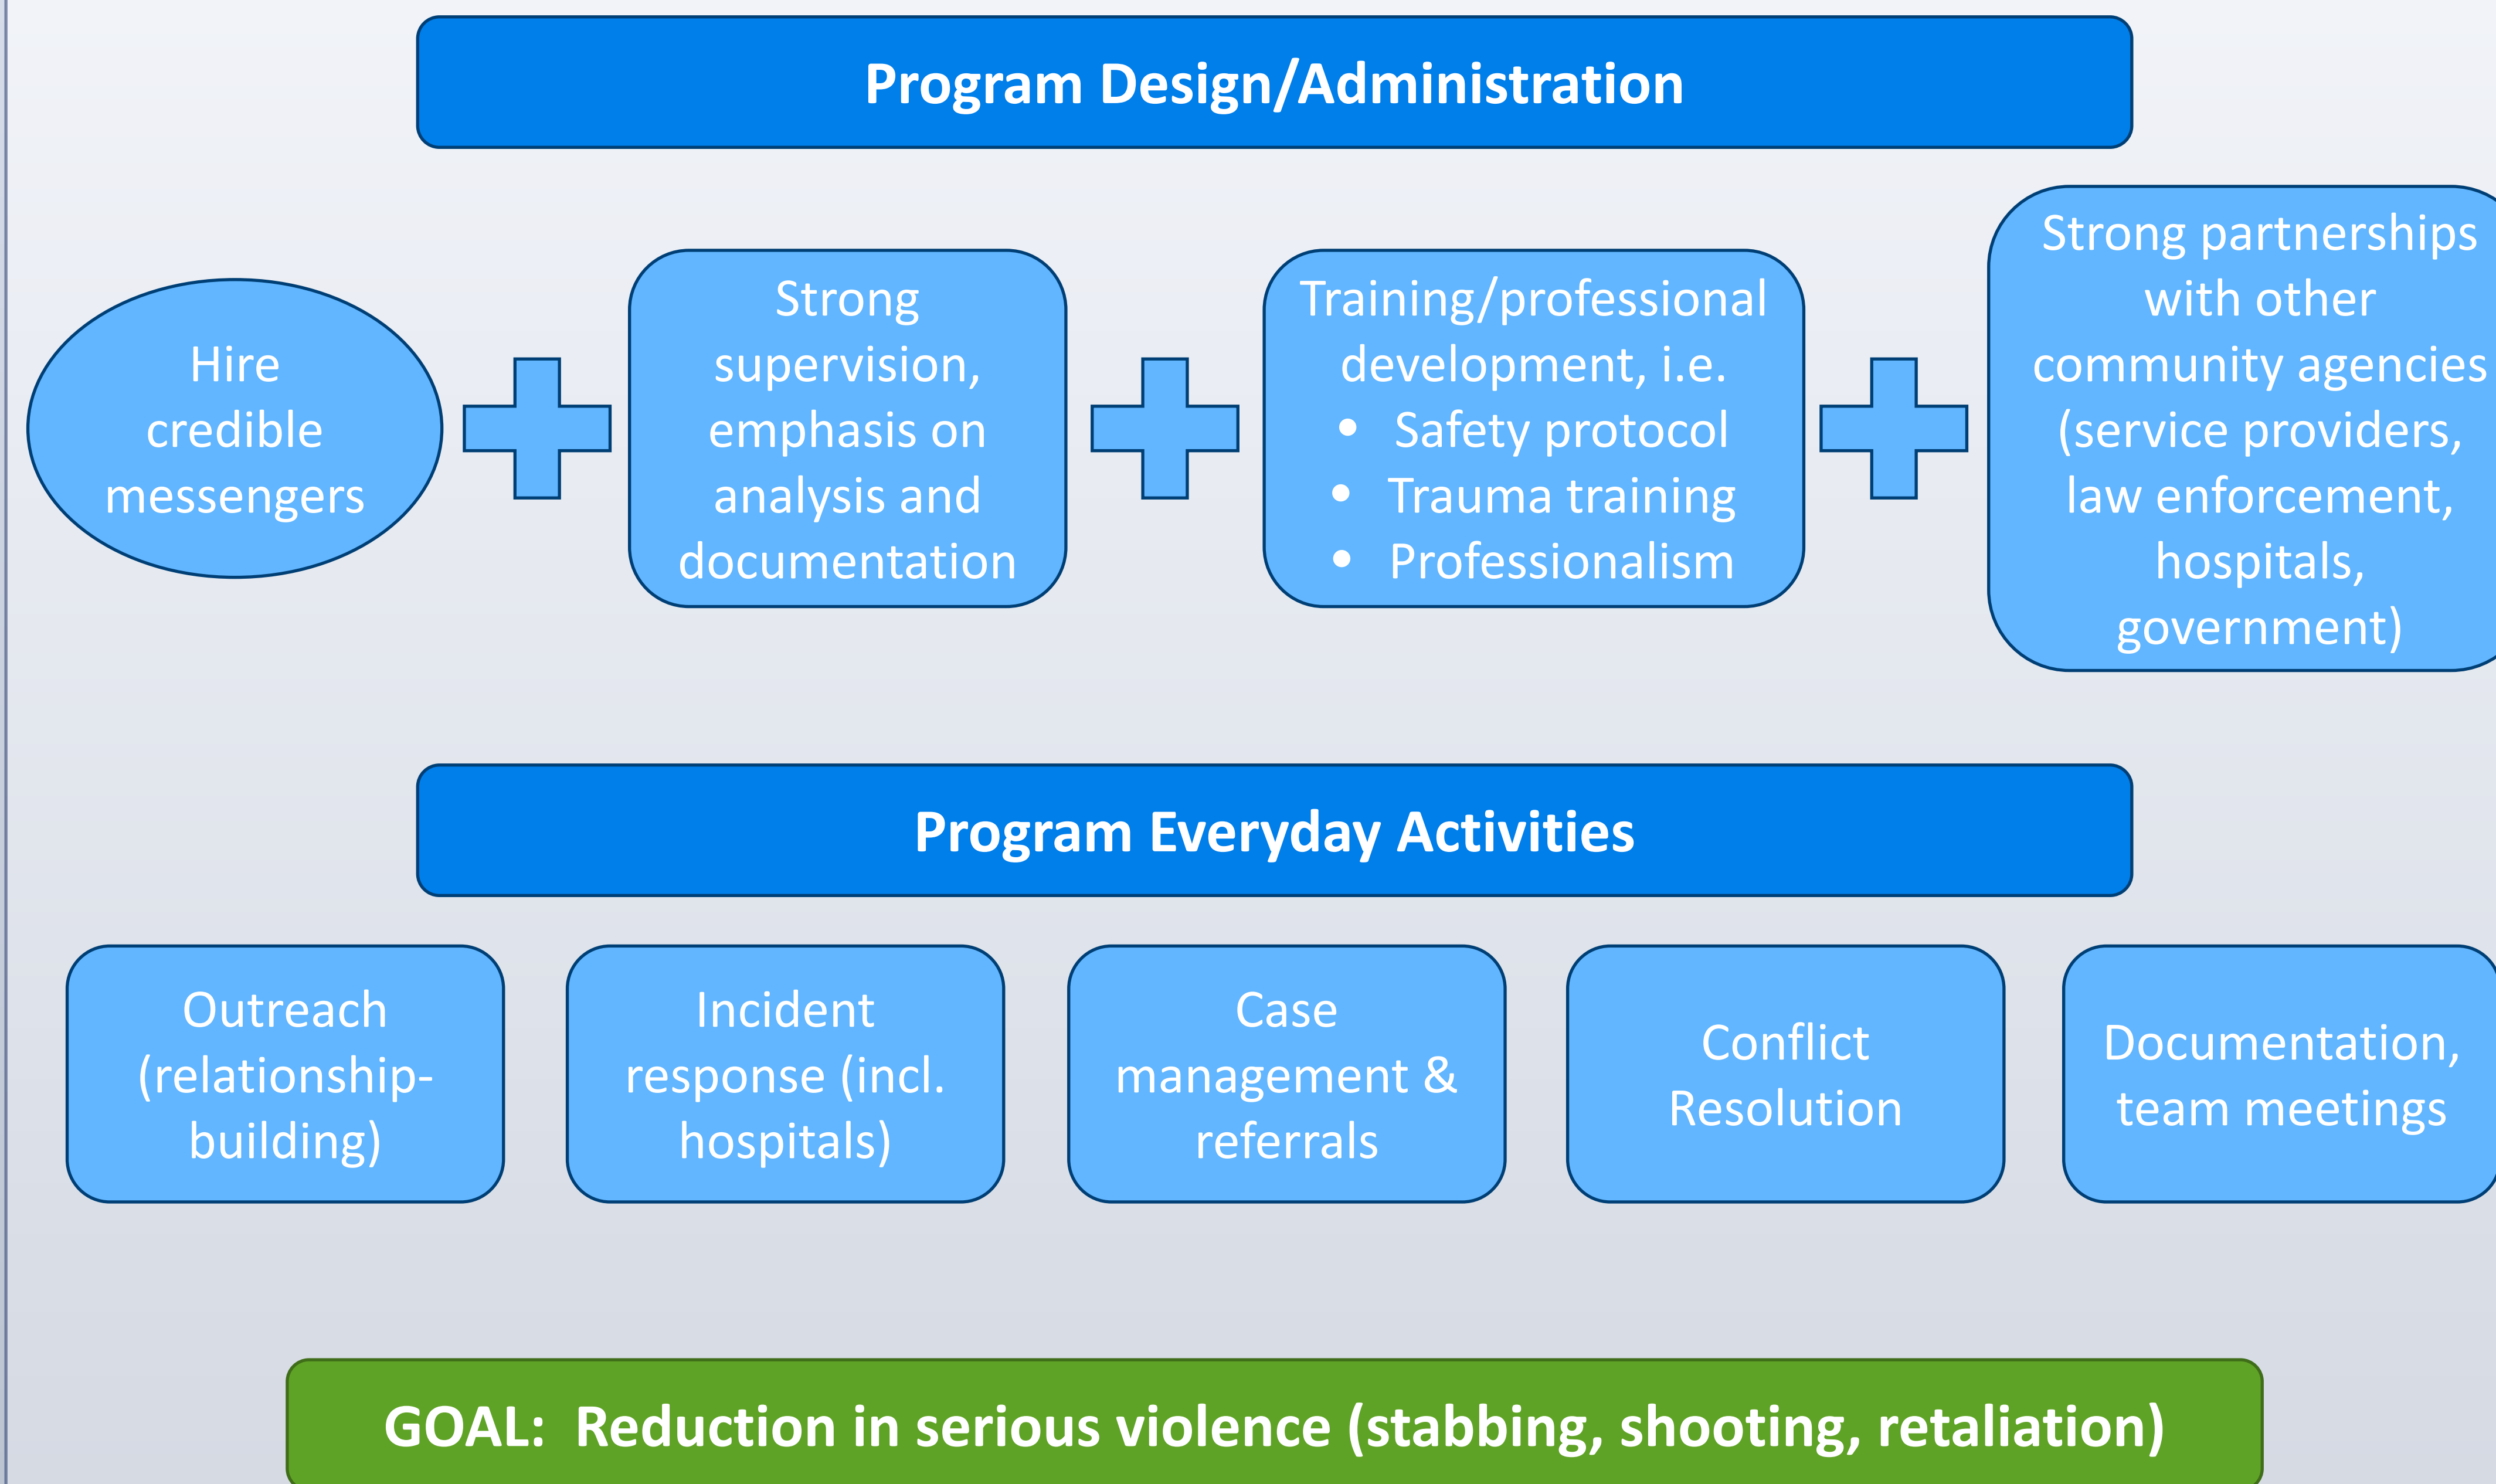 Program Design/Administration
Hire
credible
messengers
Strong
supervision,
emphasis on
analysis and
documentation
Training/professional
development, i.e.
• Safety protocol
• Trauma training
• Professionalism
Strong partnerships
with other
community agencies
(service providers,
law enforcement,
hospitals,
government)
Program Everyday Activities
Outreach
(relationship-
building)
Incident
response (incl.
hospitals)
Case
management &
referrals
Conflict
Resolution
Documentation,
team meetings
GOAL: Reduction in serious violence (stabbing, shooting, retaliation)